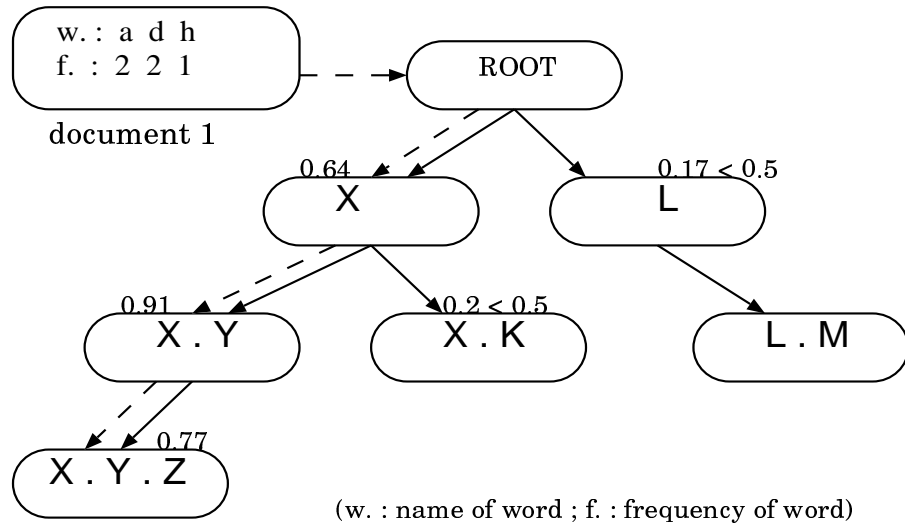 w. : a d h
f. : 2 2 1
ROOT
document 1
0.64
0.17 < 0.5
X
L
0.91
0.2 < 0.5
X . Y
X . K
L . M
0.77
X . Y . Z
(w. : name of word ; f. : frequency of word)